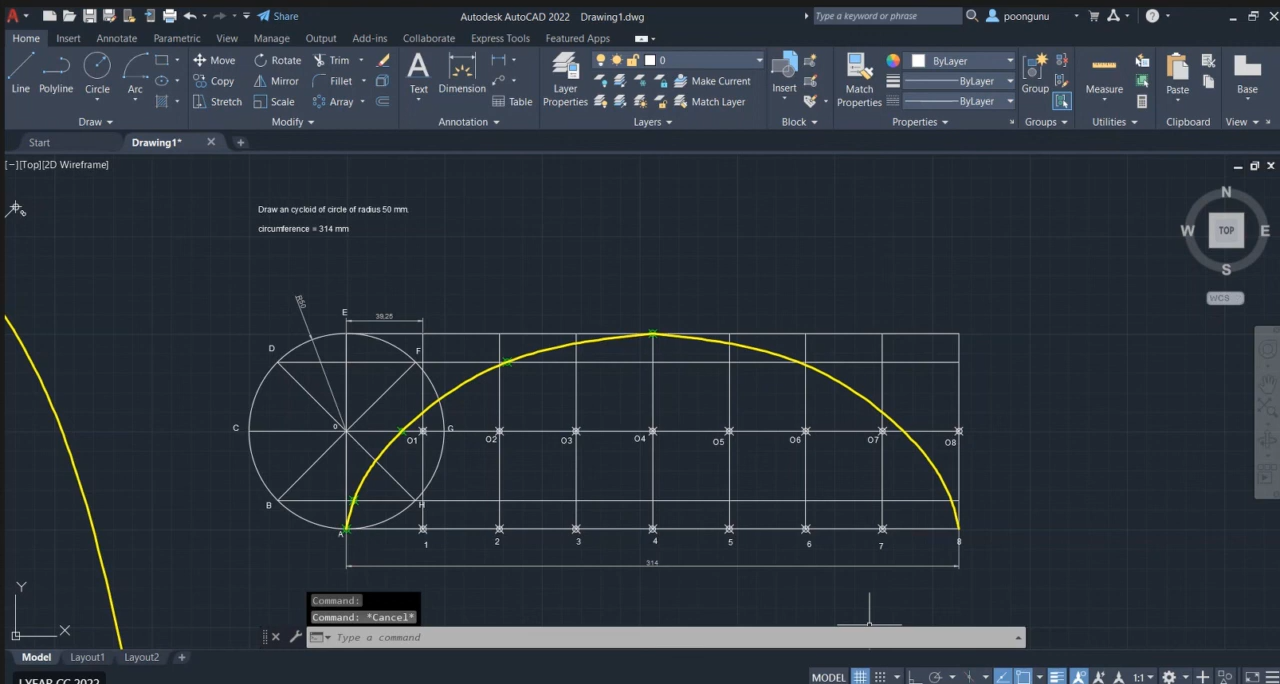 Share
Autodesk AutoCAD 2022 Drawing1.dwg
Type a keyword or phrase
poongunu
Home Insert Annotate Parametric View Manage Output Add-ins Collaborate Express Tools Featured Apps
Line Polyline Circle Arc
Move Rotate Trim
Copy Mirror Fillet
Stretch Scale Array
Text Dimension Table
Layer Properties
0
Make Current
Match Layer
Insert
Match Properties
ByLayer
ByLayer
ByLayer
Group
Measure
Paste
Base
Draw Modify Annotation Layers Block Properties Groups Utilities Clipboard View
Start Drawing1*
[−][Top][2D Wireframe]
Draw an cycloid of circle of radius 50 mm.
circumference = 314 mm
N
W TOP E
S
WCS
R50
E
39,25
D F
C 0 G
O1 O2 O3 O4 O5 O6 O7 O8
B H
A 1 2 3 4 5 6 7 8
314
Y
X
Command:
Command: *Cancel*
Type a command
Model Layout1 Layout2
MODEL 1:1